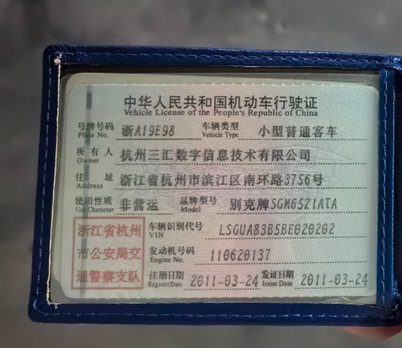 中华人民共和国机动车行驶证
Vehicle License of the People's Republic of China
号牌号码 浙A19E98 车辆类型 小型普通客车
Plate No. Vehicle Type
所有人 杭州三汇数字信息技术有限公司
Owner
住址 浙江省杭州市滨江区南环路3756号
Address
使用性质 非营运 品牌型号 别克牌SGM6521ATA
Use Character Model
浙江省杭州
市公安局交
通警察支队
车辆识别代号 LSGUA83B5BE020202
VIN
发动机号码 110620137
Engine No.
注册日期 2011-03-24 发证日期 2011-03-24
Register Date Issue Date